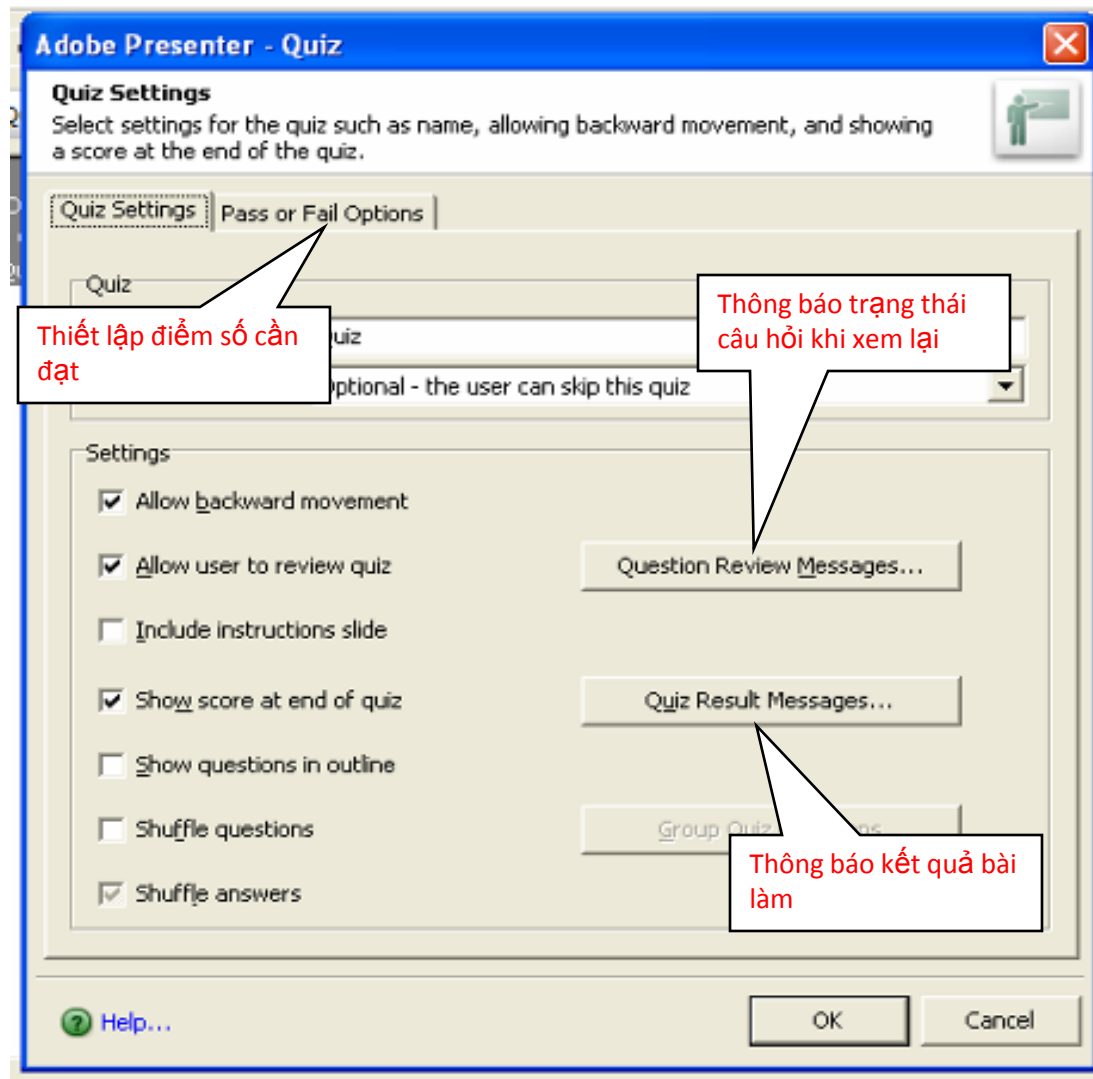 Adobe Presenter - Quiz
Quiz Settings
Select settings for the quiz such as name, allowing backward movement, and showing
a score at the end of the quiz.
Quiz Settings
Pass or Fail Options
Quiz
Thiết lập điểm số cần
đạt
Thông báo trạng thái
câu hỏi khi xem lại
- the user can skip this quiz
Settings
Allow backward movement
Allow user to review quiz
Question Review Messages...
Include instructions slide
Show score at end of quiz
Quiz Result Messages...
Show questions in outline
Shuffle questions
Group
Thông báo kết quả bài
làm
Shuffle answers
Help...
OK
Cancel